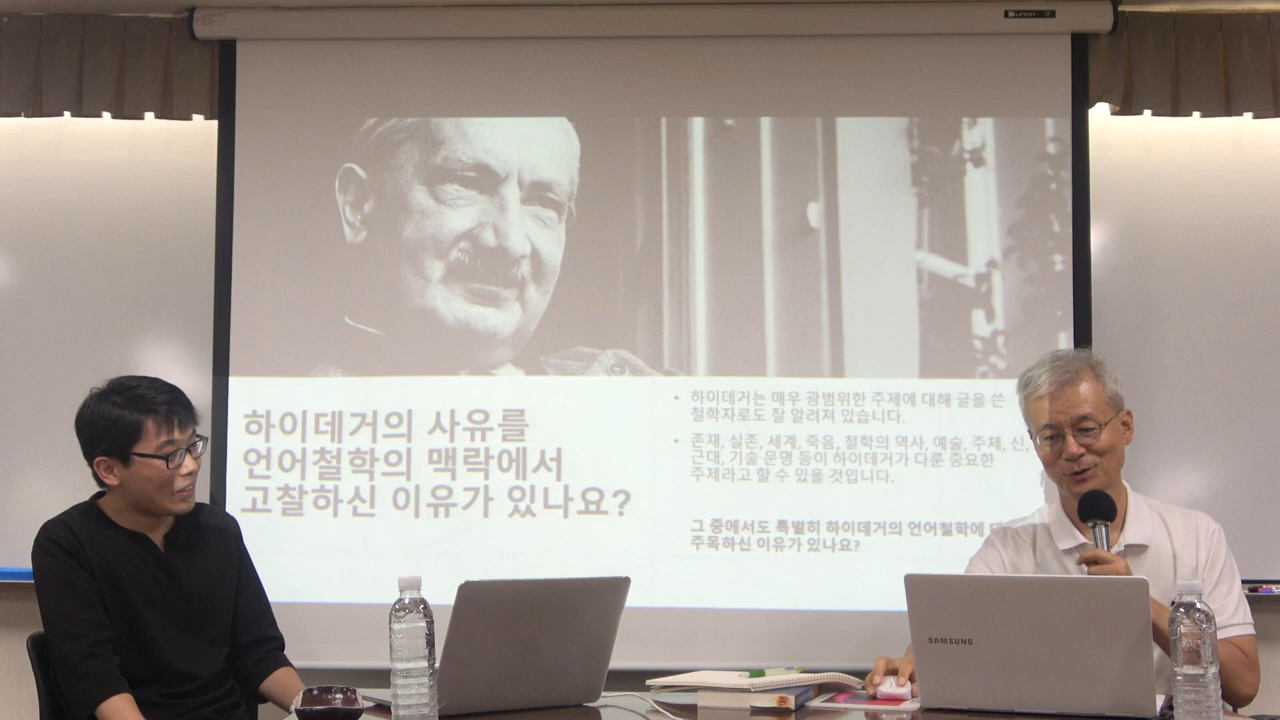 UNION
하이데거의 사유를
언어철학의 맥락에서
고찰하신 이유가 있나요?
• 하이데거는 매우 광범위한 주제에 대해 글을 쓴
철학자로도 잘 알려져 있습니다.
• 존재, 실존, 세계, 죽음, 철학의 역사, 예술, 주체, 신,
근대, 기술 문명 등이 하이데거가 다룬 중요한
주제라고 할 수 있을 것입니다.
그 중에서도 특별히 하이데거의 언어철학에
주목하신 이유가 있나요?
SAMSUNG